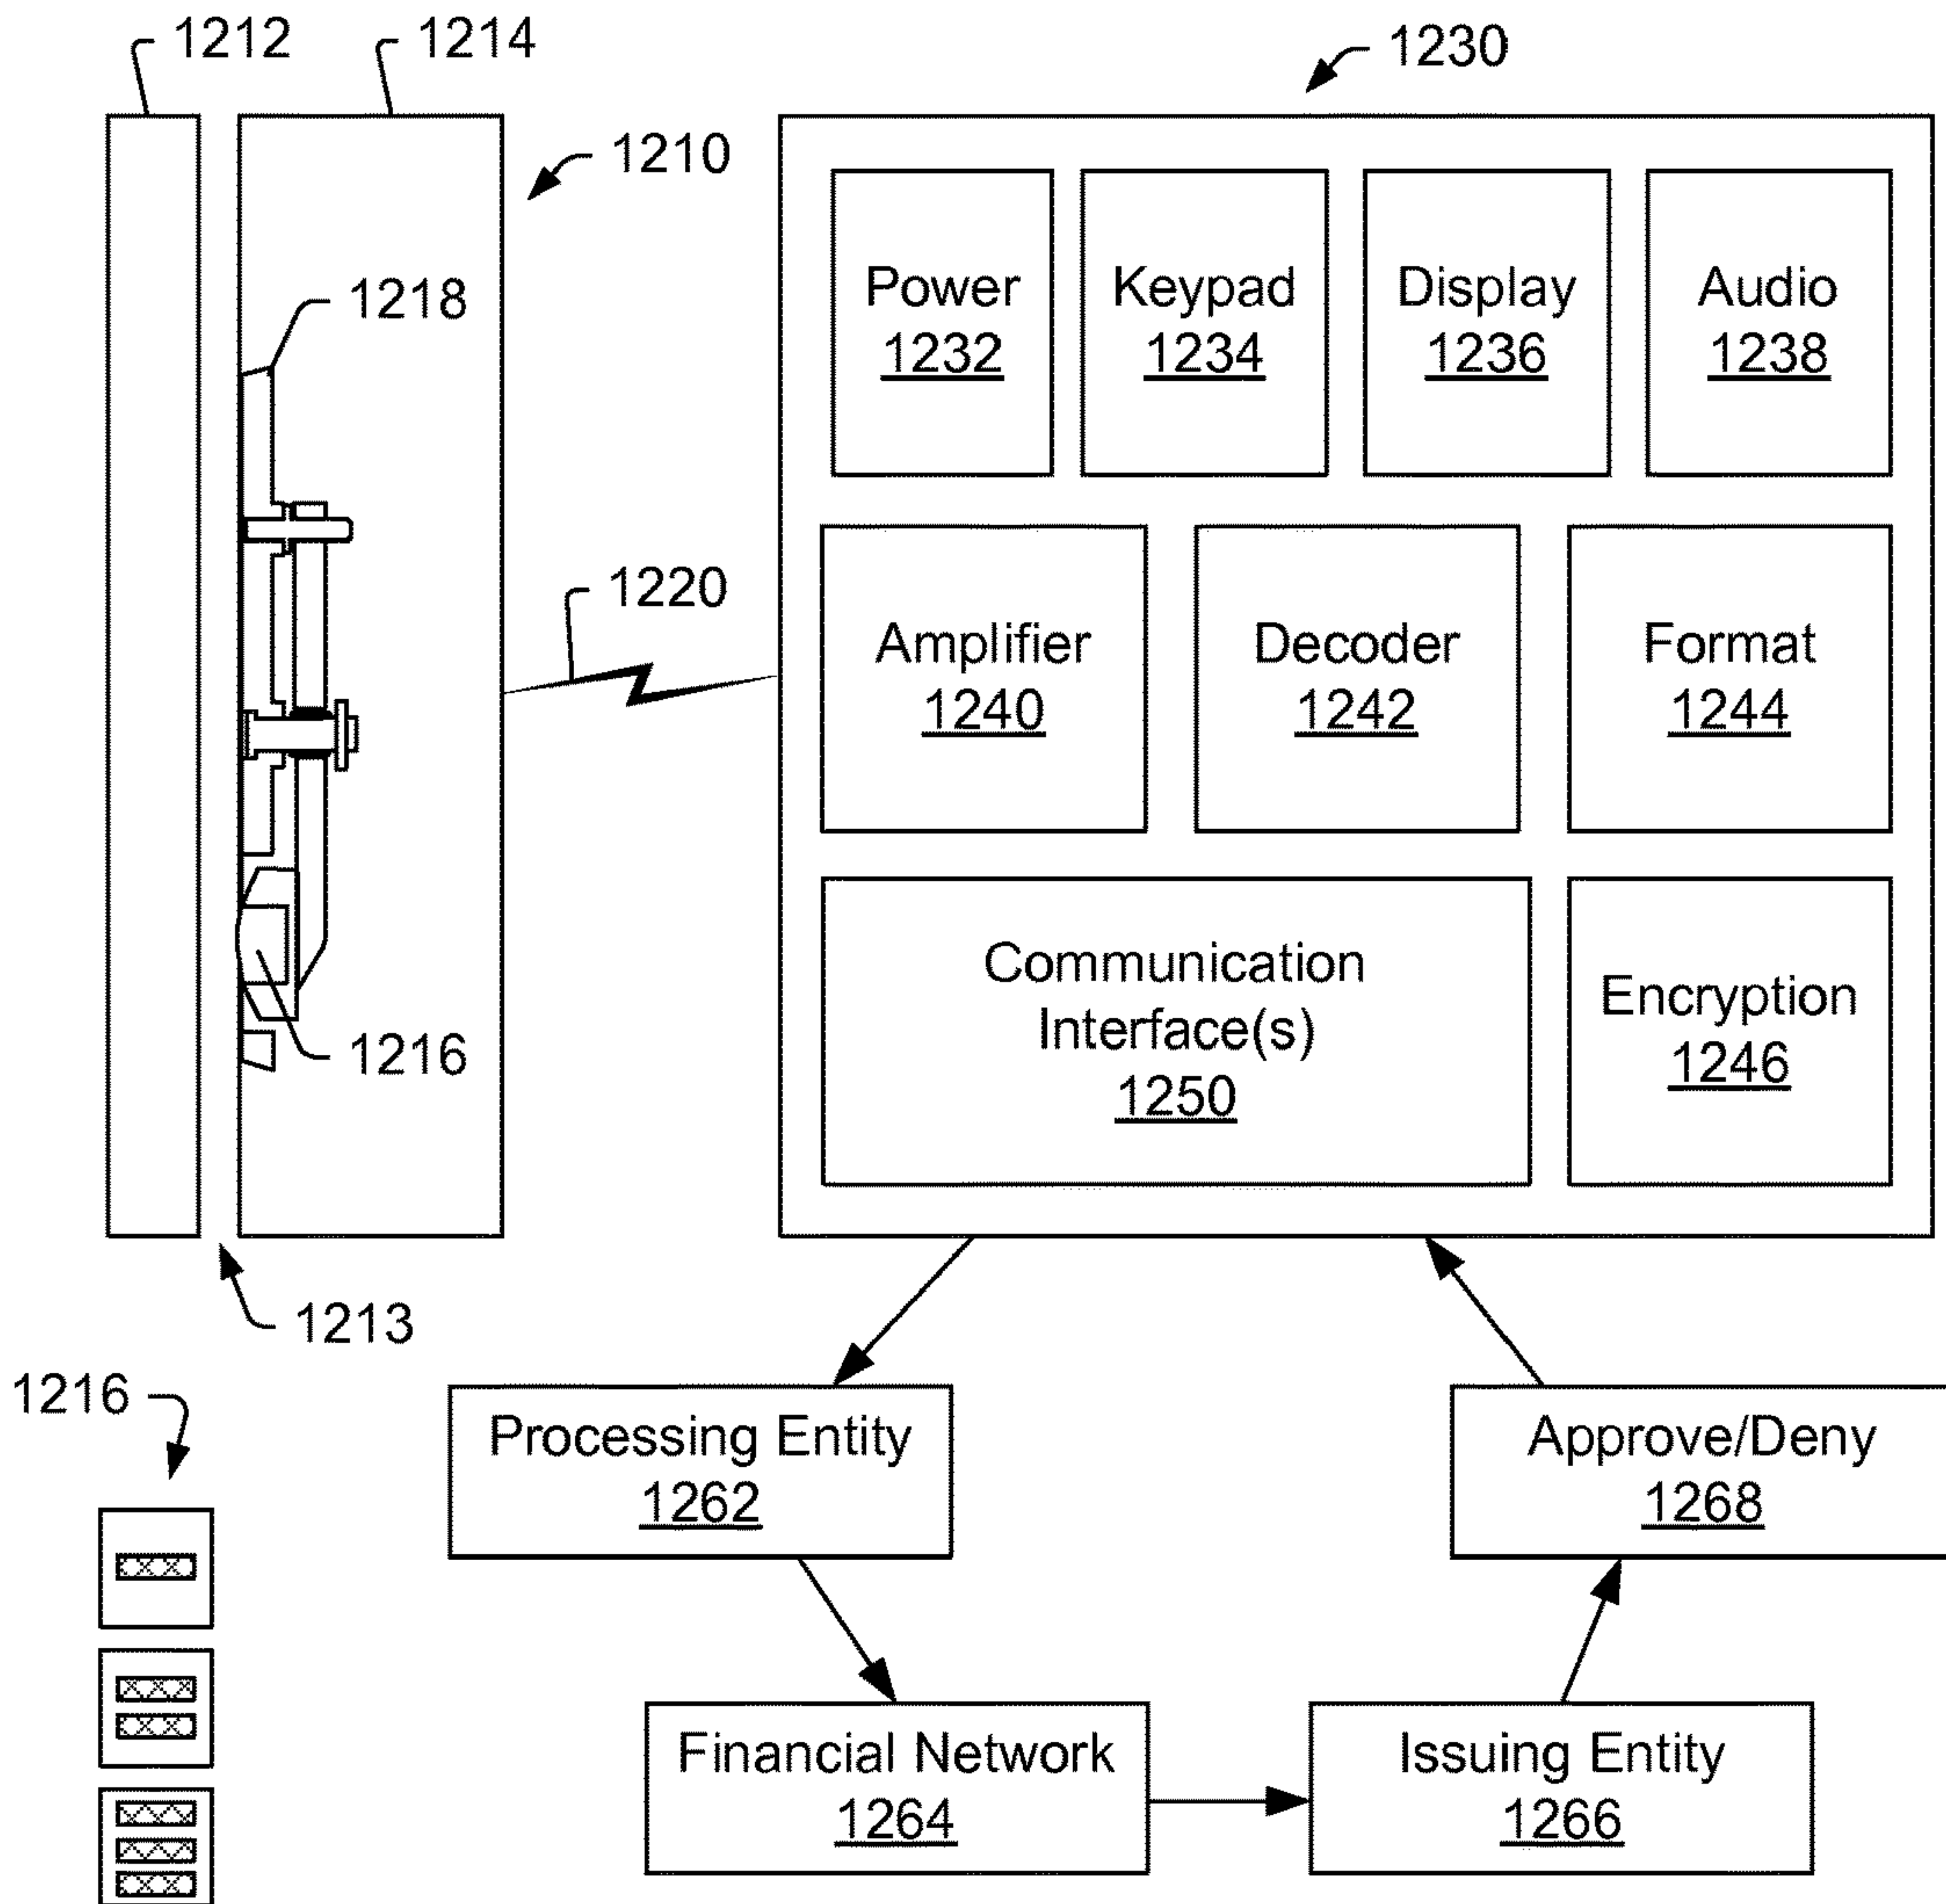 1212
1214
1230
1210
1218
Power
1232
Keypad
1234
Display
1236
Audio
1238
1220
Amplifier
1240
Decoder
1242
Format
1244
Communication
Interface(s)
1250
Encryption
1246
1216
1213
1216
Processing Entity
1262
Approve/Deny
1268
Financial Network
1264
Issuing Entity
1266